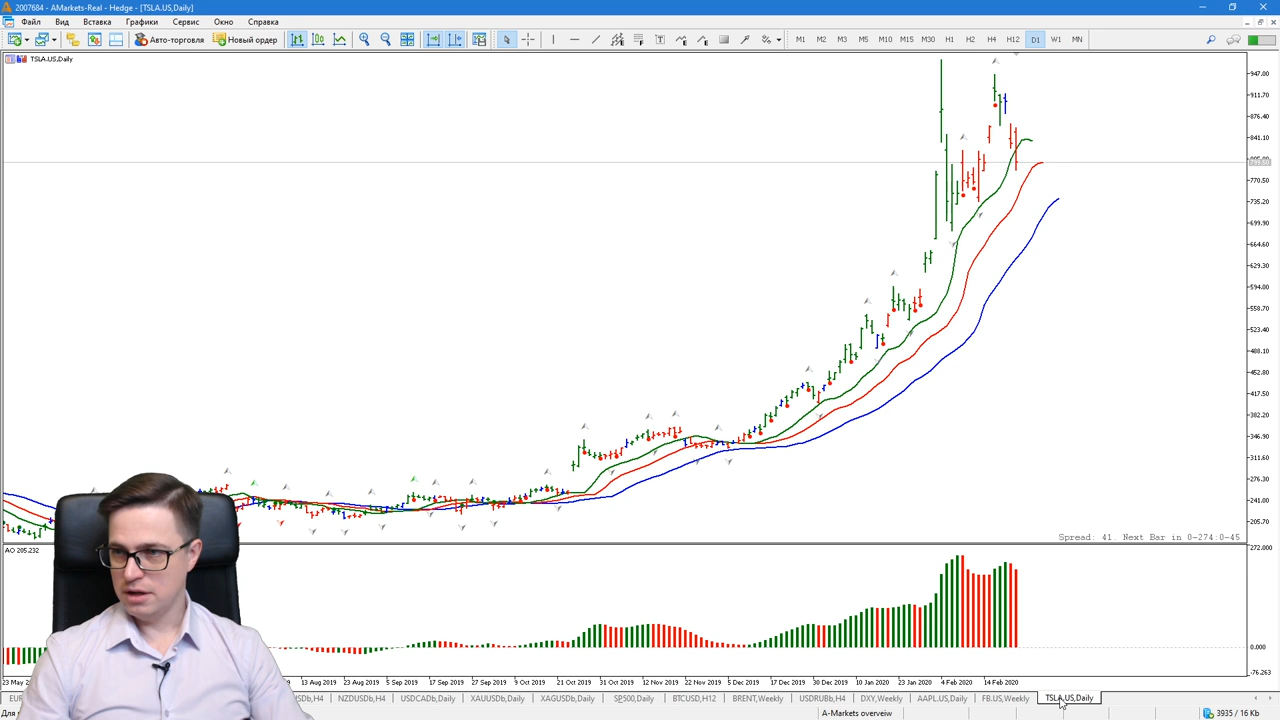 2007684 - AMarkets-Real - Hedge - [TSLA.US,Daily]
Файл Вид Вставка Графики Сервис Окно Справка
Авто-торговля Новый ордер M1 M2 M3 M5 M10 M15 M30 H1 H2 H4 H12 D1 W1 MN
TSLA.US,Daily
947.00
911.70
876.40
841.10
770.50
735.20
699.90
664.60
629.30
594.00
558.70
523.40
488.10
452.80
417.50
382.20
346.90
311.60
276.30
241.00
205.70
Spread: 41. Next Bar in 0-274:0-45
AO 205.232
272.000
0.000
-76.263
23 May 13 Aug 2019 23 Aug 2019 5 Sep 2019 17 Sep 2019 27 Sep 2019 9 Oct 2019 21 Oct 2019 31 Oct 2019 12 Nov 2019 22 Nov 2019 5 Dec 2019 17 Dec 2019 30 Dec 2019 10 Jan 2020 23 Jan 2020 4 Feb 2020 14 Feb 2020
EUR USDb,H4 NZDUSDb,H4 USDCADb,Daily XAUUSDb,Daily XAGUSDb,Daily SP500,Daily BTCUSD,H12 BRENT,Weekly USDRUBb,H4 DXY,Weekly AAPL.US,Daily FB.US,Weekly TSLA.US,Daily
Для A-Markets overveiw 3935 / 16 Kb